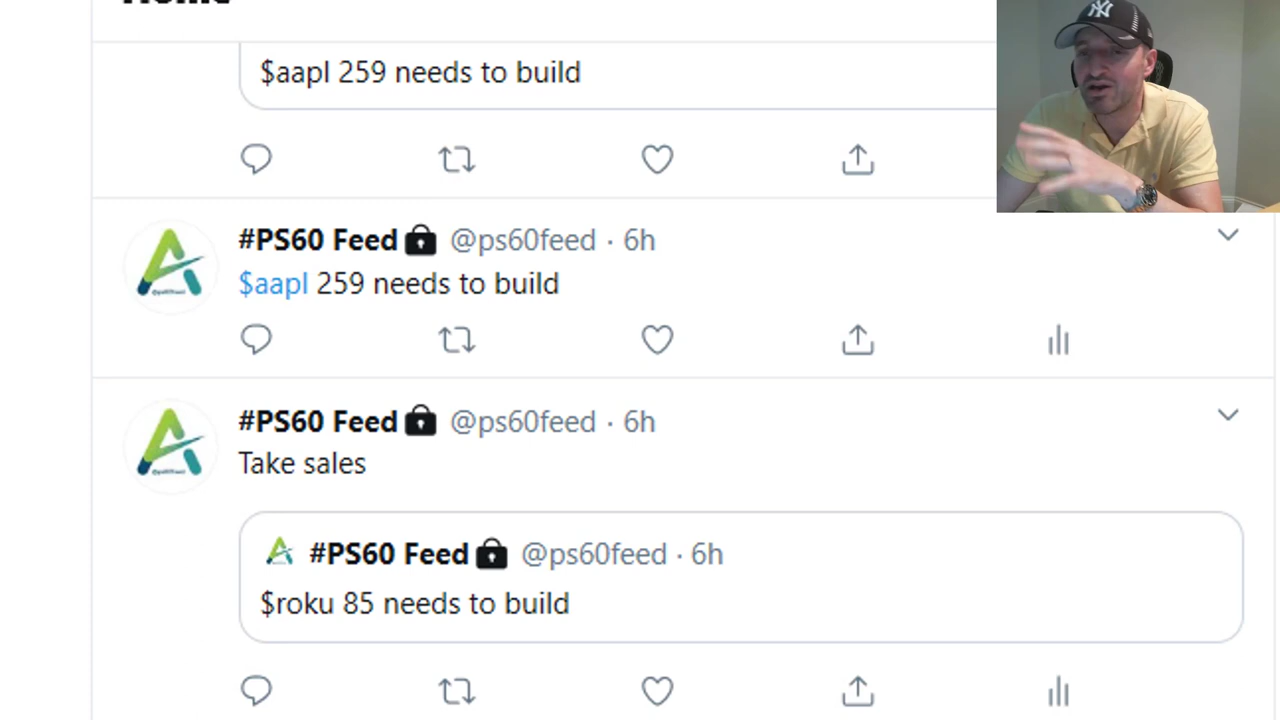 Home
$aapl 259 needs to build
#PS60 Feed @ps60feed · 6h
$aapl 259 needs to build
#PS60 Feed @ps60feed · 6h
Take sales
#PS60 Feed @ps60feed · 6h
$roku 85 needs to build